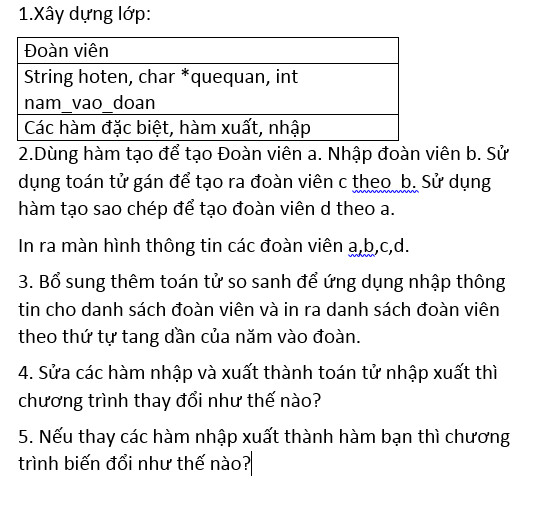 1.Xây dựng lớp:
Đoàn viên
String hoten, char *quequan, int
nam_vao_doan
Các hàm đặc biệt, hàm xuất, nhập
2.Dùng hàm tạo để tạo Đoàn viên a. Nhập đoàn viên b. Sử
dụng toán tử gán để tạo ra đoàn viên c theo  b. Sử dụng
hàm tạo sao chép để tạo đoàn viên d theo a.
In ra màn hình thông tin các đoàn viên a,b,c,d.
3. Bổ sung thêm toán tử so sanh để ứng dụng nhập thông
tin cho danh sách đoàn viên và in ra danh sách đoàn viên
theo thứ tự tang dần của năm vào đoàn.
4. Sửa các hàm nhập và xuất thành toán tử nhập xuất thì
chương trình thay đổi như thế nào?
5. Nếu thay các hàm nhập xuất thành hàm bạn thì chương
trình biến đổi như thế nào?